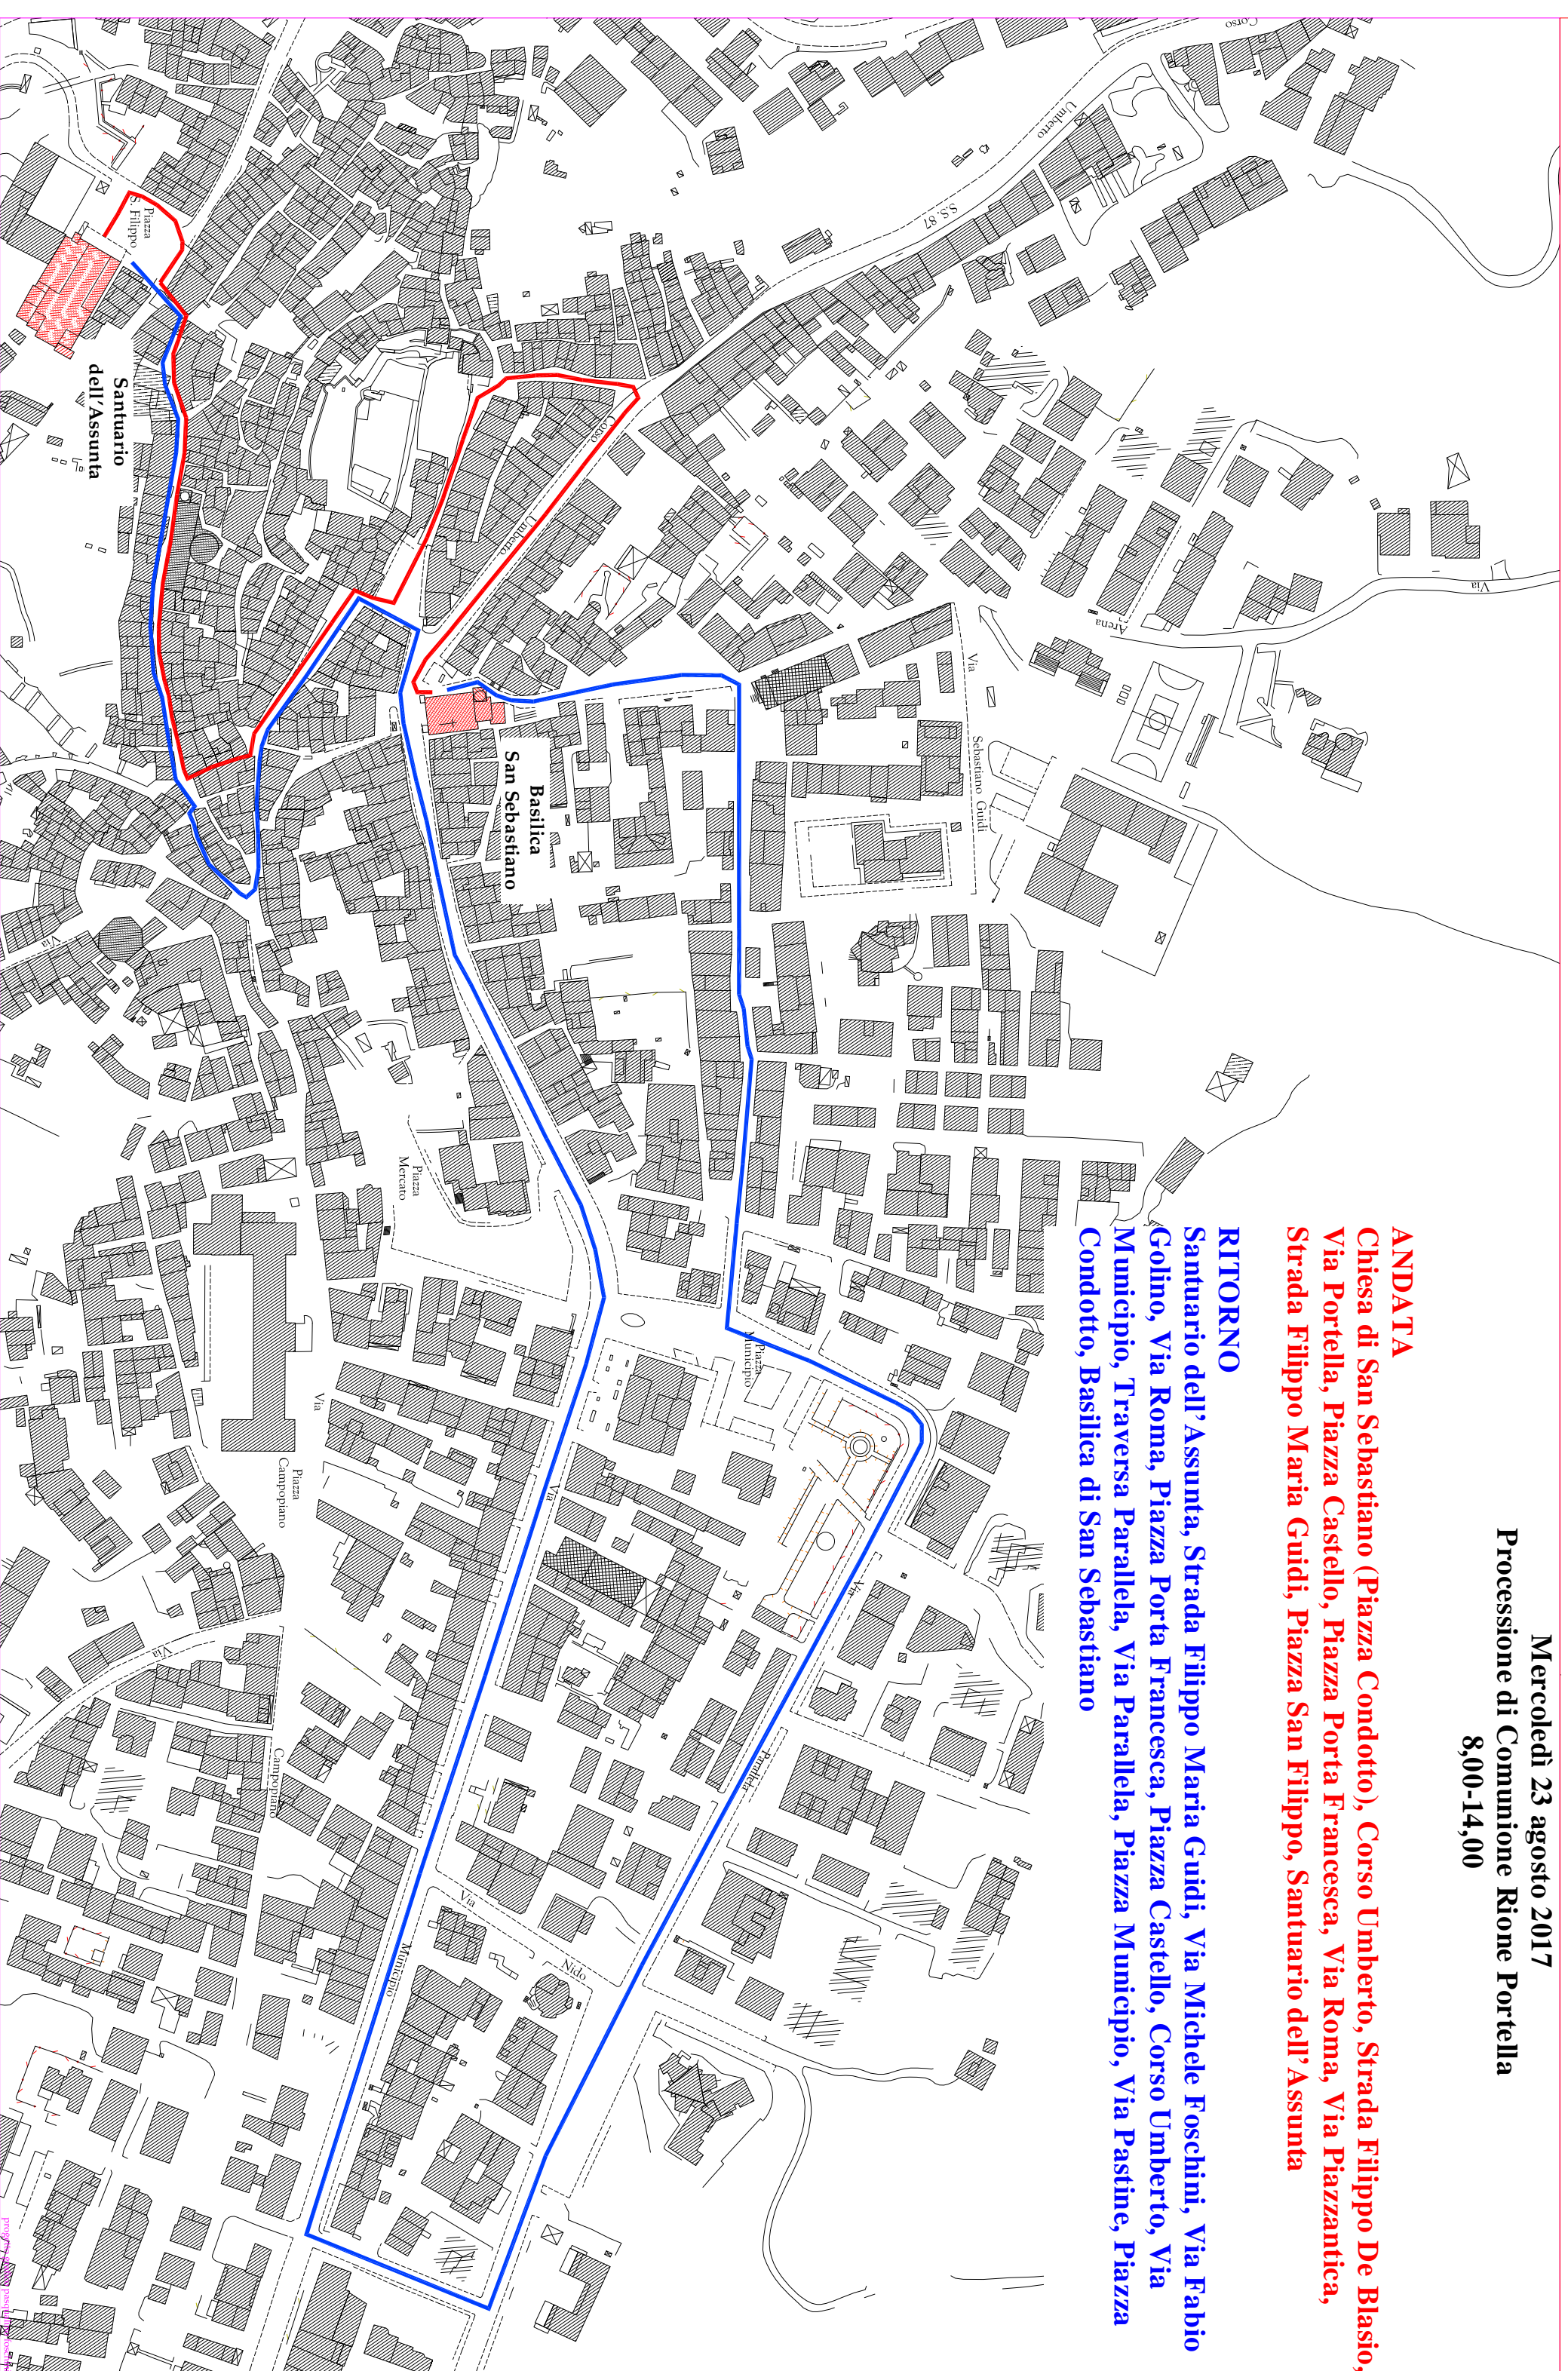 Mercoledì 23 agosto 2017
Processione di Comunione Rione Portella
8,00-14,00
ANDATA
Chiesa di San Sebastiano (Piazza Condotto), Corso Umberto, Strada Filippo De Blasio,
Via Portella, Piazza Castello, Piazza Porta Francesca, Via Roma, Via Piazzantica,
Strada Filippo Maria Guidi, Piazza San Filippo, Santuario dell'Assunta
RITORNO
Santuario dell'Assunta, Strada Filippo Maria Guidi, Via Michele Foschini, Via Fabio
Golino, Via Roma, Piazza Porta Francesca, Piazza Castello, Corso Umberto, Via
Municipio, Traversa Parallela, Via Parallela, Piazza Municipio, Via Pastine, Piazza
Condotto, Basilica di San Sebastiano
Corso
Umberto
S.S. 87
Via
Arena
Via
Sebastiano Guidi
Corso
Umberto
Basilica
San Sebastiano
Santuario
dell'Assunta
Piazza
S. Filippo
Piazza
Municipio
Piazza
Mercato
Via
Parallela
Via
Municipio
Via
Nido
Via
Piazza
Campopiano
Via
Campopiano
Via